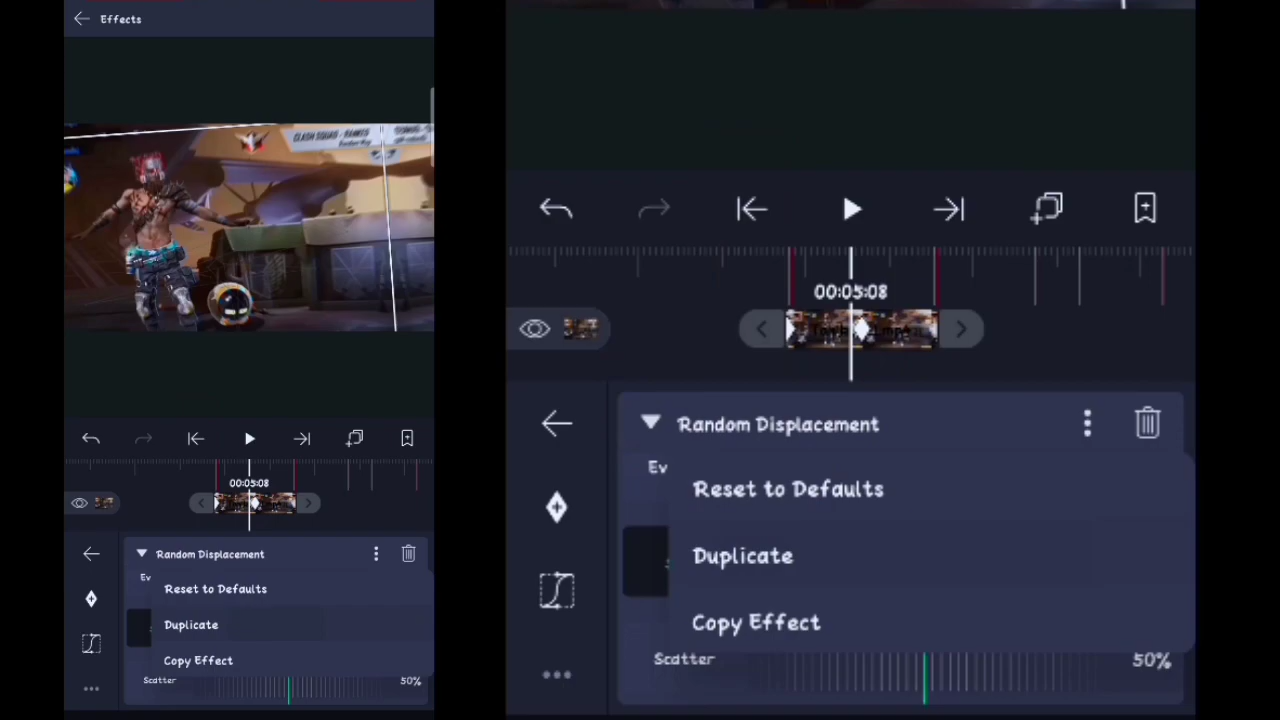 Effects
CLASH SQUAD - RANKED
00:05:08
Random Displacement
Ev
Reset to Defaults
Duplicate
Copy Effect
Scatter
50%
00:05:08
Random Displacement
Ev
Reset to Defaults
Duplicate
Copy Effect
Scatter
50%